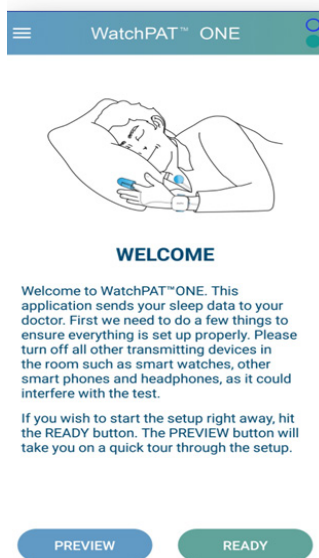 WatchPAT™ ONE
WELCOME
Welcome to WatchPAT™ONE. This
application sends your sleep data to your
doctor. First we need to do a few things to
ensure everything is set up properly. Please
turn off all other transmitting devices in
the room such as smart watches, other
smart phones and headphones, as it could
interfere with the test.
If you wish to start the setup right away, hit
the READY button. The PREVIEW button will
take you on a quick tour through the setup.
PREVIEW READY